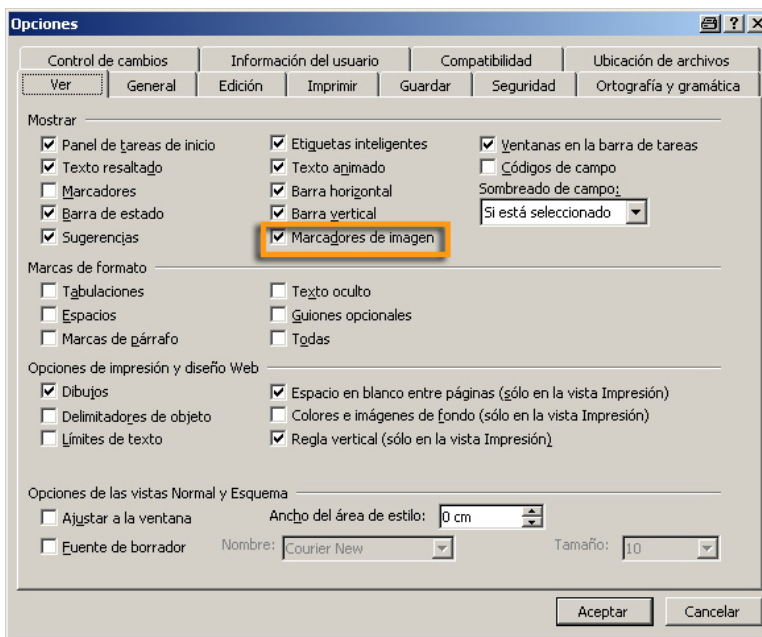 Opciones
Control de cambios Información del usuario Compatibilidad Ubicación de archivos
Ver General Edición Imprimir Guardar Seguridad Ortografía y gramática
Mostrar
Panel de tareas de inicio Etiquetas inteligentes Ventanas en la barra de tareas
Texto resaltado Texto animado Códigos de campo
Marcadores Barra horizontal Sombreado de campo:
Barra de estado Barra vertical Si está seleccionado
Sugerencias Marcadores de imagen
Marcas de formato
Tabulaciones Texto oculto
Espacios Guiones opcionales
Marcas de párrafo Todas
Opciones de impresión y diseño Web
Dibujos Espacio en blanco entre páginas (sólo en la vista Impresión)
Delimitadores de objeto Colores e imágenes de fondo (sólo en la vista Impresión)
Límites de texto Regla vertical (sólo en la vista Impresión)
Opciones de las vistas Normal y Esquema
Ajustar a la ventana Ancho del área de estilo: 0 cm
Fuente de borrador Nombre: Courier New Tamaño: 10
Aceptar Cancelar